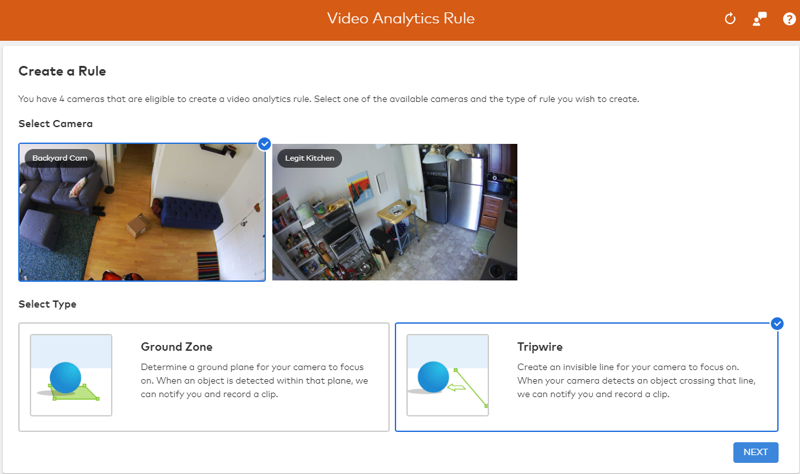 Video Analytics Rule
Create a Rule
You have 4 cameras that are eligible to create a video analytics rule. Select one of the available cameras and the type of rule you wish to create.
Select Camera
Backyard Cam
Legit Kitchen
Select Type
Ground Zone
Determine a ground plane for your camera to focus
on. When an object is detected within that plane, we
can notify you and record a clip.
Tripwire
Create an invisible line for your camera to focus on.
When your camera detects an object crossing that line,
we can notify you and record a clip.
NEXT